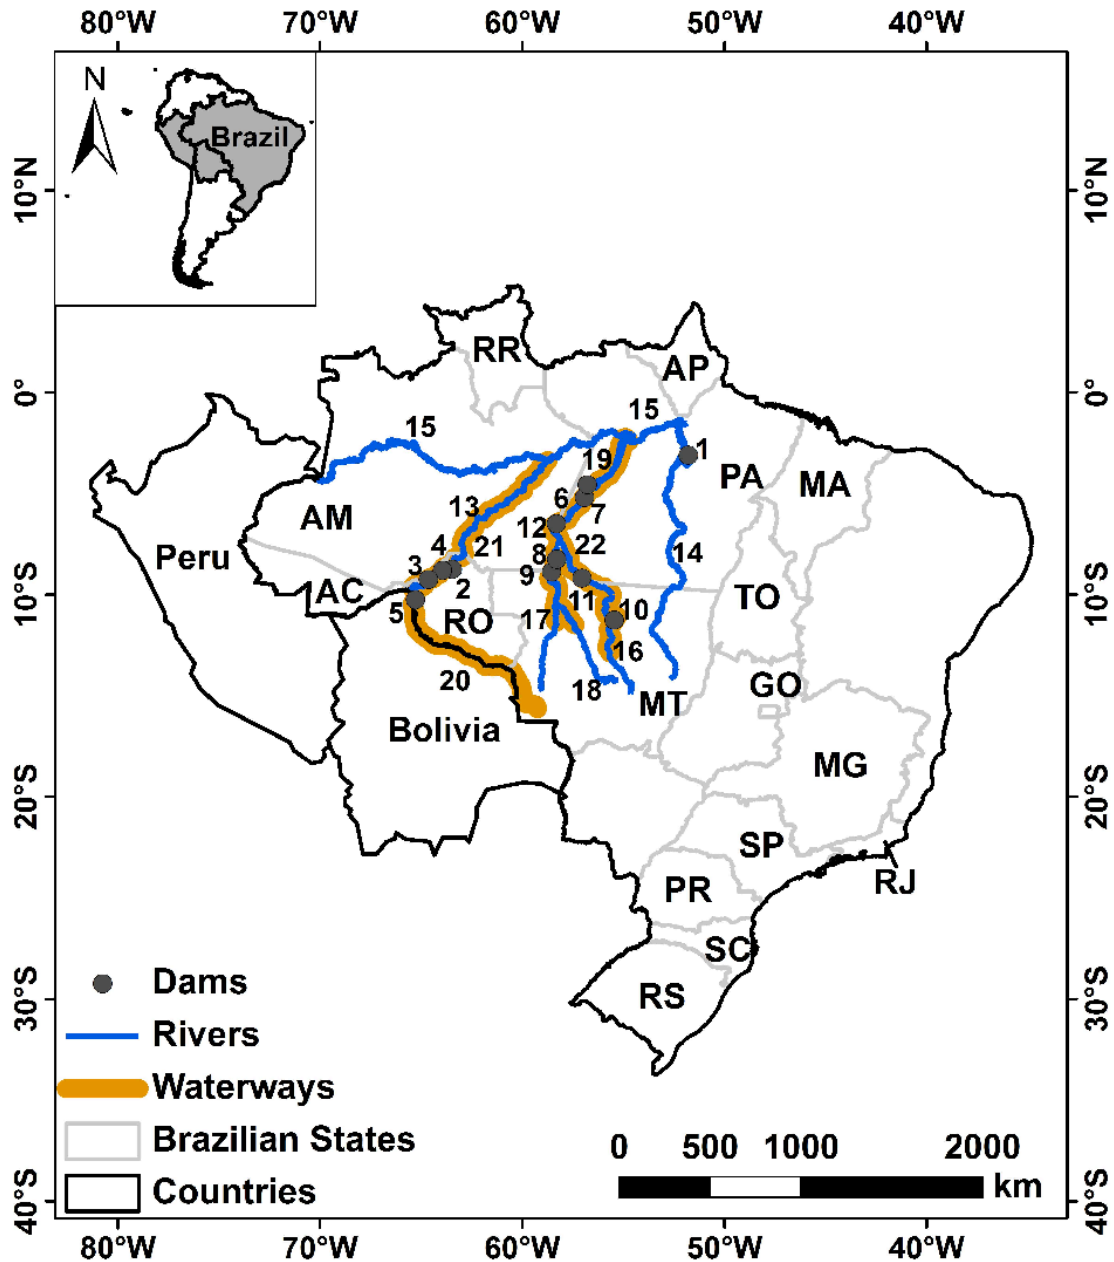 80°W 70°W 60°W 50°W 40°W
N
Brazil
10°N 10°N
RR
AP
0° 0°
15 15
1
19
PA
MA
AM
13
6
7
12
Peru
4 21
8 22
14
3
2
9
10°S 10°S
AC
11 10
TO
5
RO
17
16
20
18
MT
GO
Bolivia
MG
20°S 20°S
SP
RJ
PR
SC
RS
30°S 30°S
Dams
Rivers
Waterways
Brazilian States
Countries
0 500 1000 2000
km
40°S 40°S
80°W 70°W 60°W 50°W 40°W